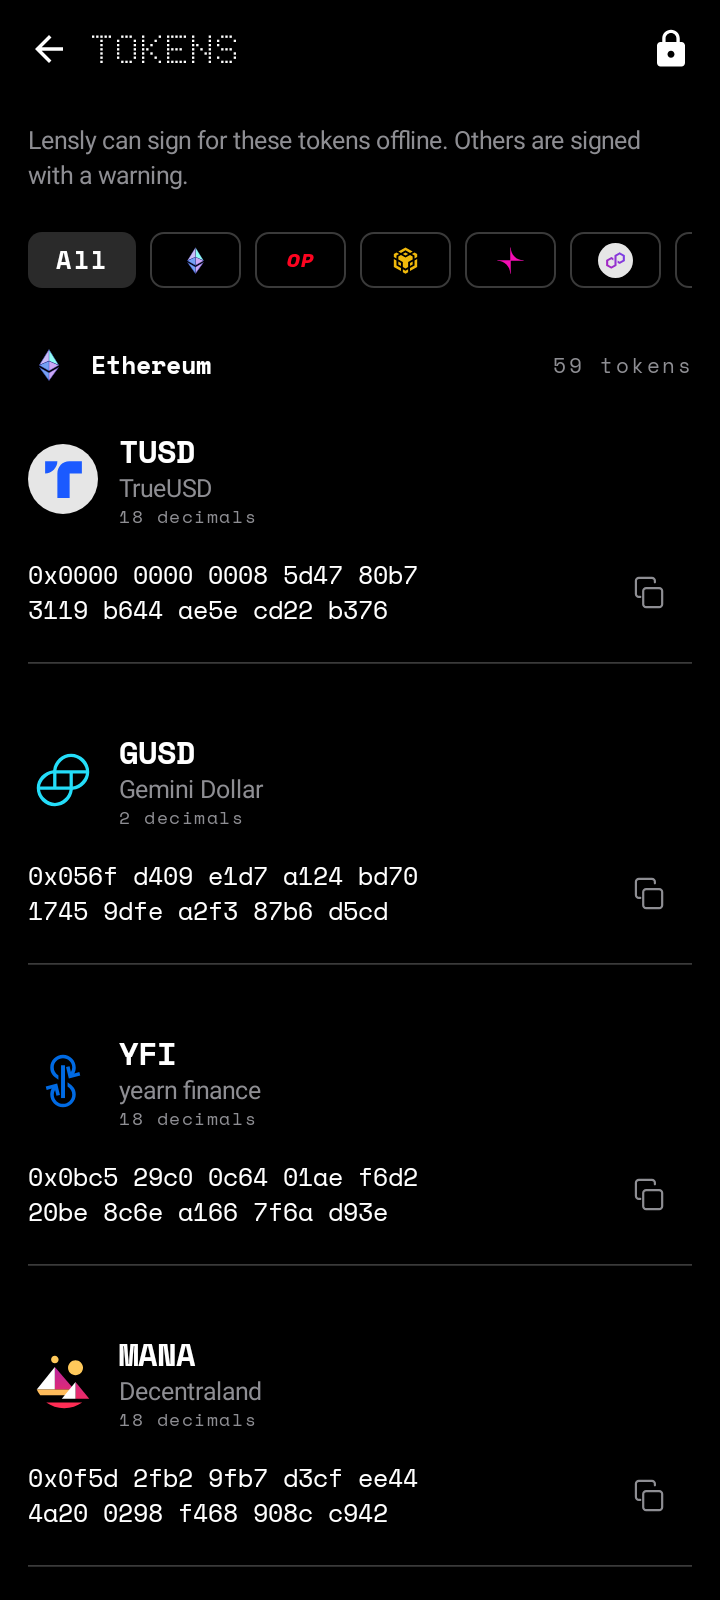 TOKENS
Lensly can sign for these tokens offline. Others are signed
with a warning.
All
OP
Ethereum
59 tokens
TUSD
TrueUSD
18 decimals
0x0000 0000 0008 5d47 80b7
3119 b644 ae5e cd22 b376
GUSD
Gemini Dollar
2 decimals
0x056f d409 e1d7 a124 bd70
1745 9dfe a2f3 87b6 d5cd
YFI
yearn finance
18 decimals
0x0bc5 29c0 0c64 01ae f6d2
20be 8c6e a166 7f6a d93e
MANA
Decentraland
18 decimals
0x0f5d 2fb2 9fb7 d3cf ee44
4a20 0298 f468 908c c942